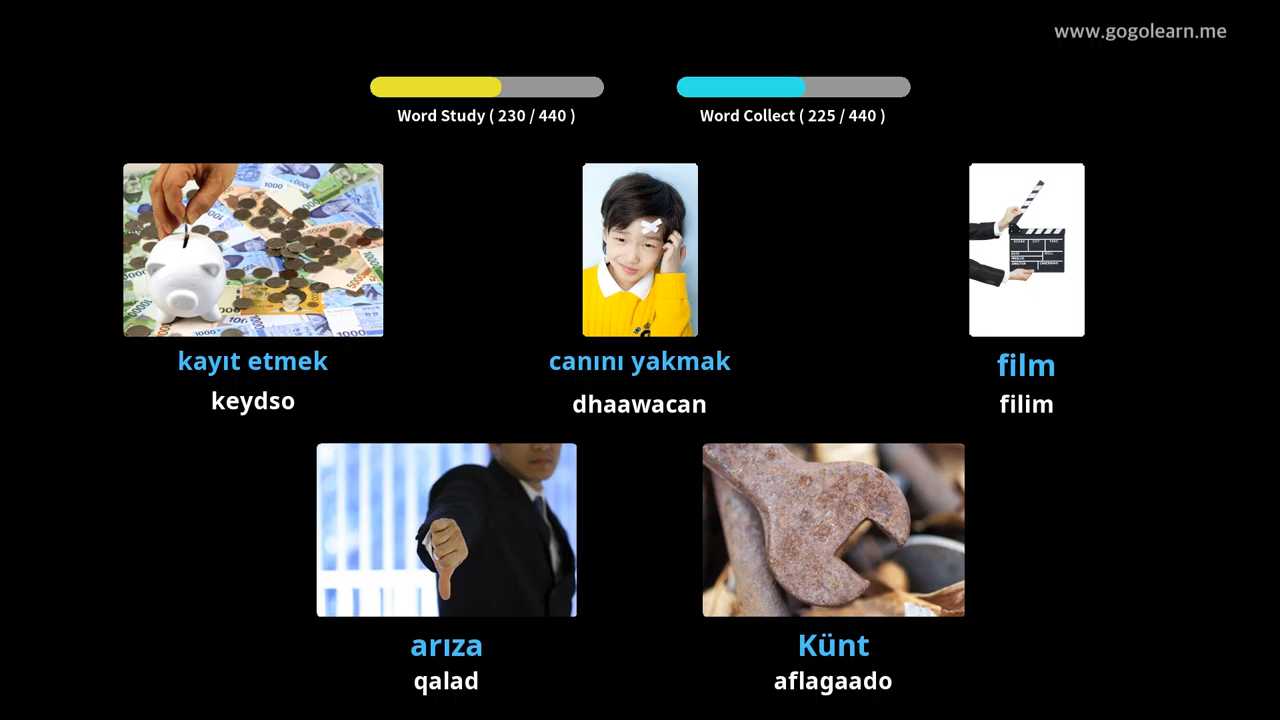 www.gogolearn.me
Word Study ( 230 / 440 )
Word Collect ( 225 / 440 )
kayıt etmek
keydso
canını yakmak
dhaawacan
film
filim
arıza
qalad
Künt
aflagaado